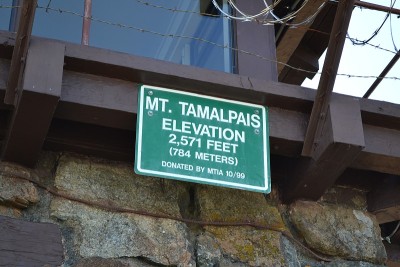 MT. TAMALPAIS
ELEVATION
2,571 FEET
(784 METERS)
DONATED BY MTIA 10/99